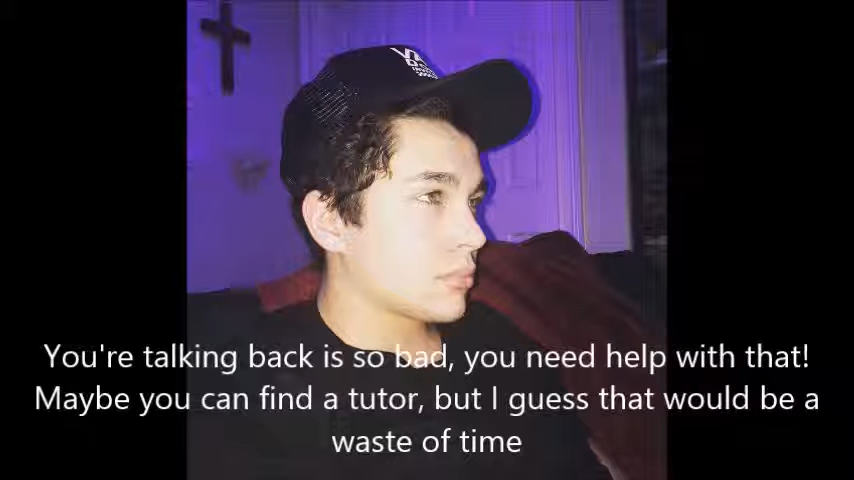 You're talking back is so bad, you need help with that!
Maybe you can find a tutor, but I guess that would be a
waste of time